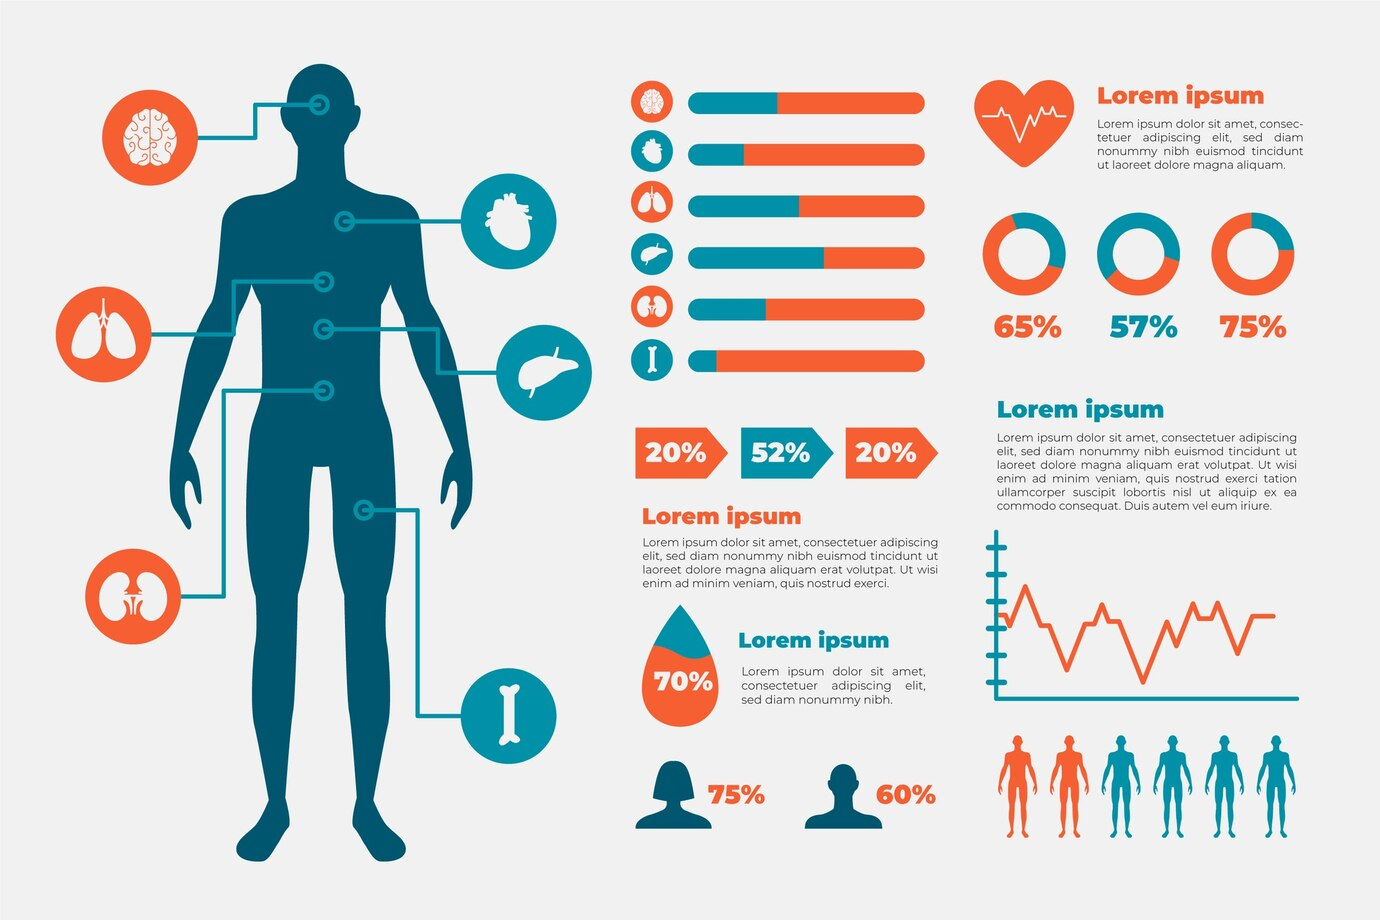 Lorem ipsum
Lorem ipsum dolor sit amet, consec-
tetuer adipiscing elit, sed diam
nonummy nibh euismod tincidunt
ut laoreet dolore magna aliquam.
65% 57% 75%
20% 52% 20%
Lorem ipsum
Lorem ipsum dolor sit amet, consectetuer adipiscing
elit, sed diam nonummy nibh euismod tincidunt ut
laoreet dolore magna aliquam erat volutpat. Ut wisi
enim ad minim veniam, quis nostrud exerci.
70%
Lorem ipsum
Lorem ipsum dolor sit amet,
consectetuer adipiscing elit,
sed diam nonummy nibh.
75% 60%
Lorem ipsum
Lorem ipsum dolor sit amet, consectetuer adipiscing
elit, sed diam nonummy nibh euismod tincidunt ut
laoreet dolore magna aliquam erat volutpat. Ut wisi
enim ad minim veniam, quis nostrud exerci tation
ullamcorper suscipit lobortis nisl ut aliquip ex ea
commodo consequat. Duis autem vel eum iriure.